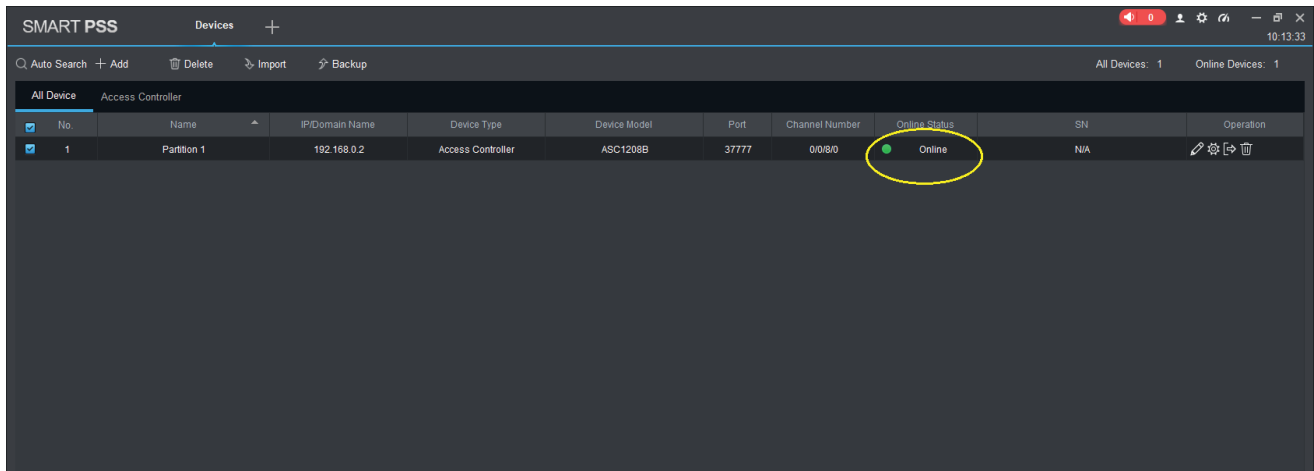 SMART PSS Devices 0
10:13:33
Auto Search Add Delete Import Backup All Devices: 1 Online Devices: 1
All Device Access Controller
No. Name IP/Domain Name Device Type Device Model Port Channel Number Online Status SN Operation
1 Partition 1 192.168.0.2 Access Controller ASC1208B 37777 0/0/8/0 Online N/A